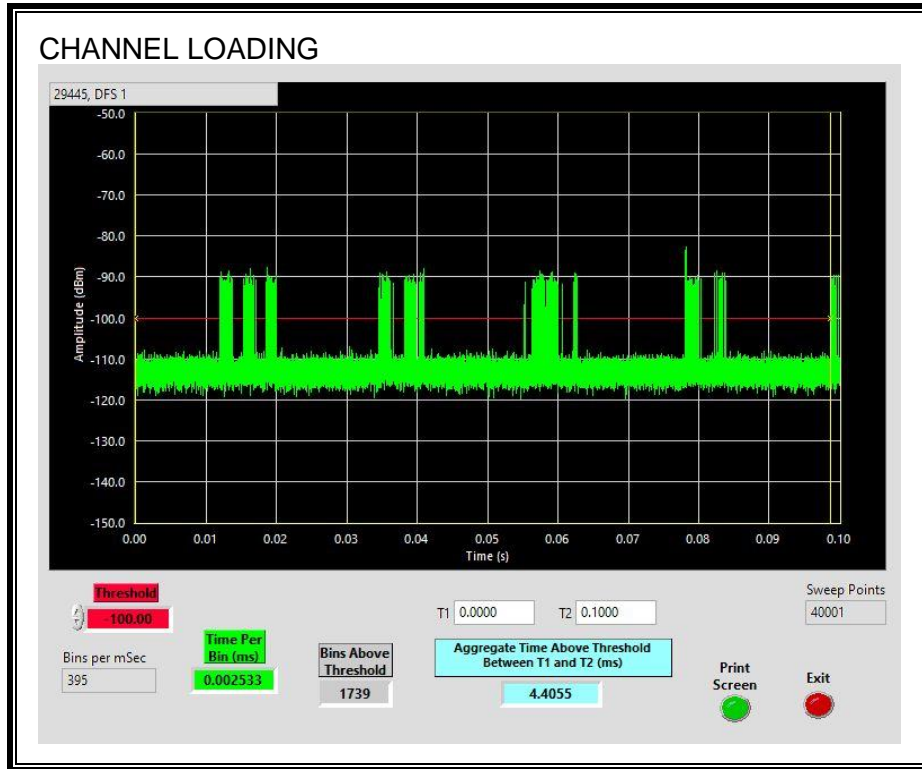 CHANNEL LOADING
29445, DFS 1
-50.0
-60.0
-70.0
-80.0
-90.0
-100.0
-110.0
-120.0
-130.0
-140.0
-150.0
Amplitude (dBm)
0.00 0.01 0.02 0.03 0.04 0.05 0.06 0.07 0.08 0.09 0.10
Time (s)
Threshold
-100.00
Bins per mSec
395
Time Per
Bin (ms)
0.002533
Bins Above
Threshold
1739
T1 0.0000 T2 0.1000
Aggregate Time Above Threshold
Between T1 and T2 (ms)
4.4055
Sweep Points
40001
Print
Screen
Exit